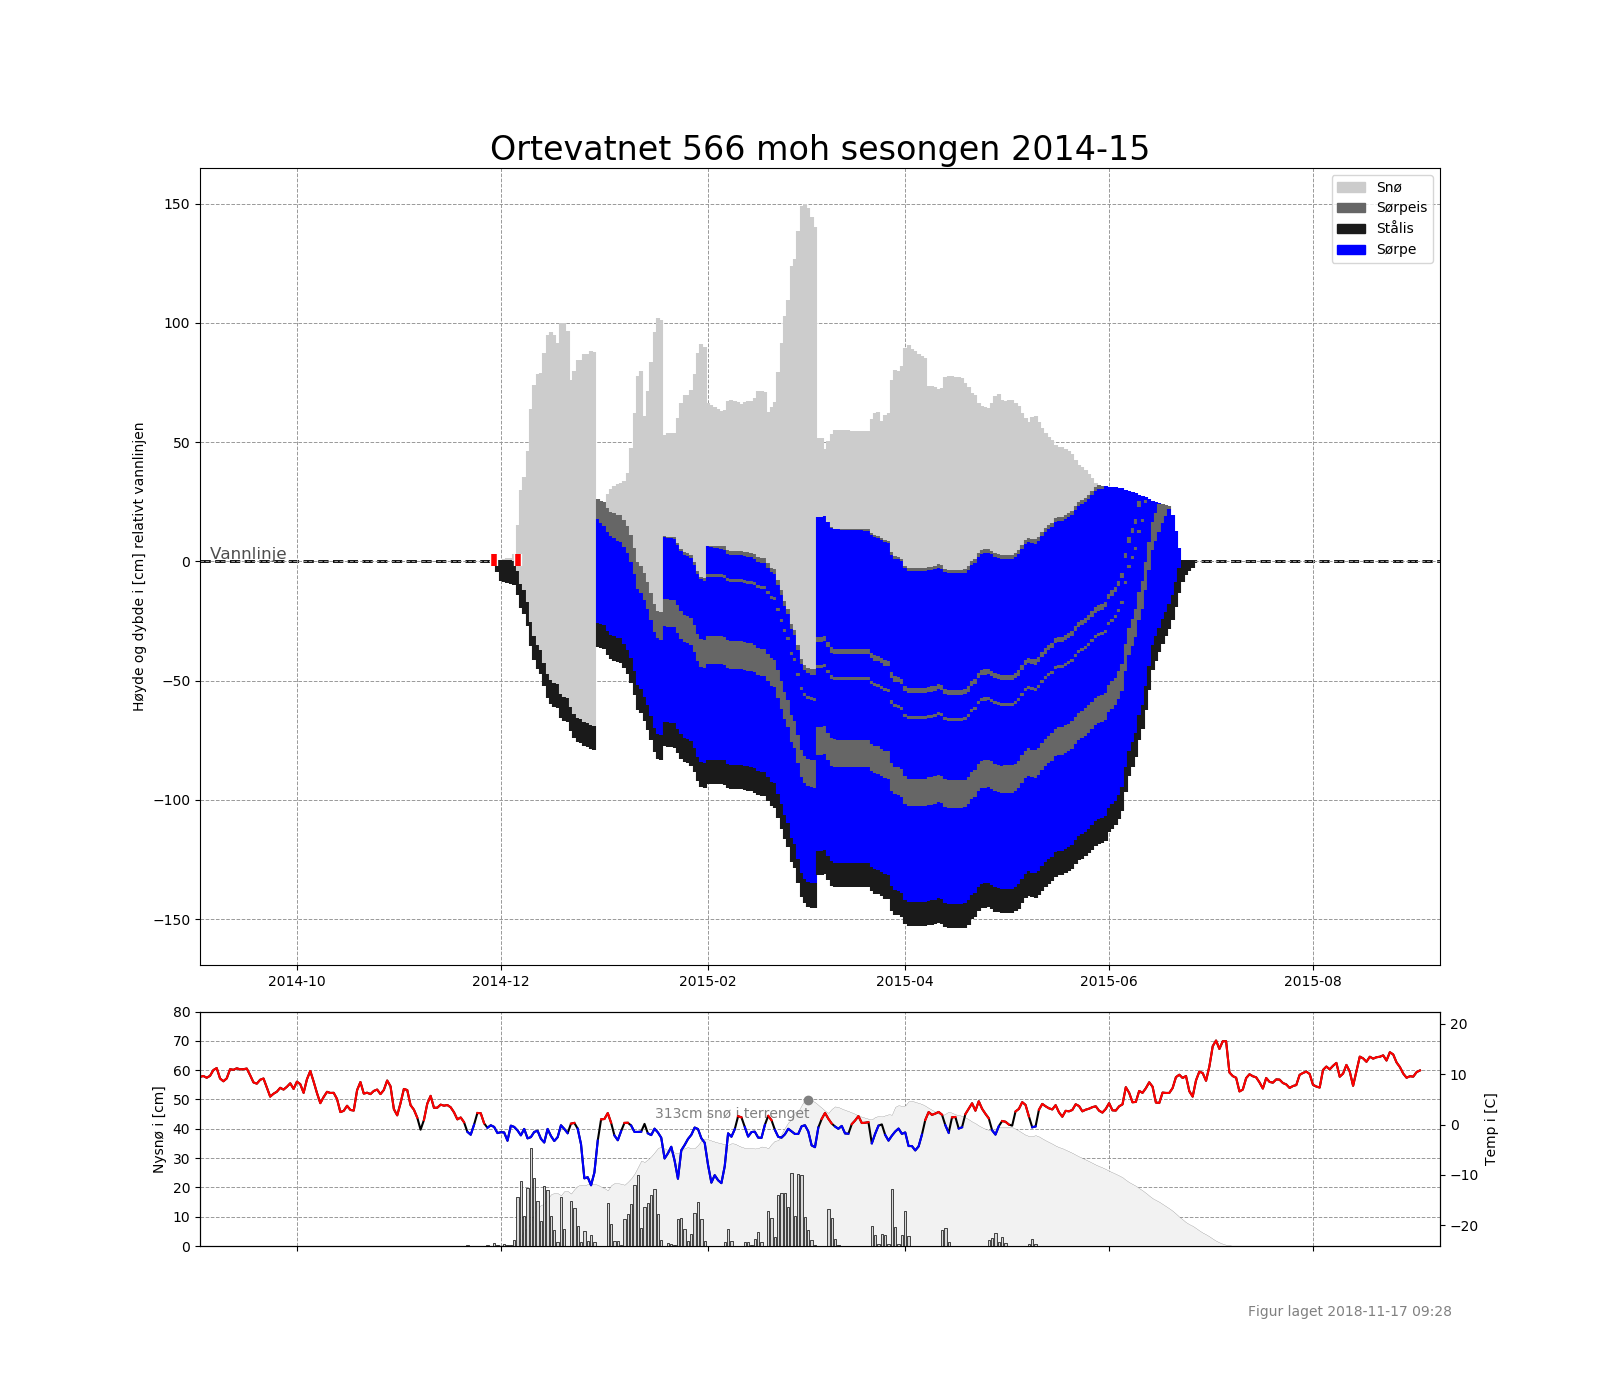 Ortevatnet 566 moh sesongen 2014-15
Høyde og dybde i [cm] relativt vannlinjen
150
100
50
0
−50
−100
−150
Vannlinje
Snø
Sørpeis
Stålis
Sørpe
2014-10
2014-12
2015-02
2015-04
2015-06
2015-08
Nysnø i [cm]
80
70
60
50
40
30
20
10
0
313cm snø i terrenget
20
10
0
−10
−20
Temp i [C]
Figur laget 2018-11-17 09:28